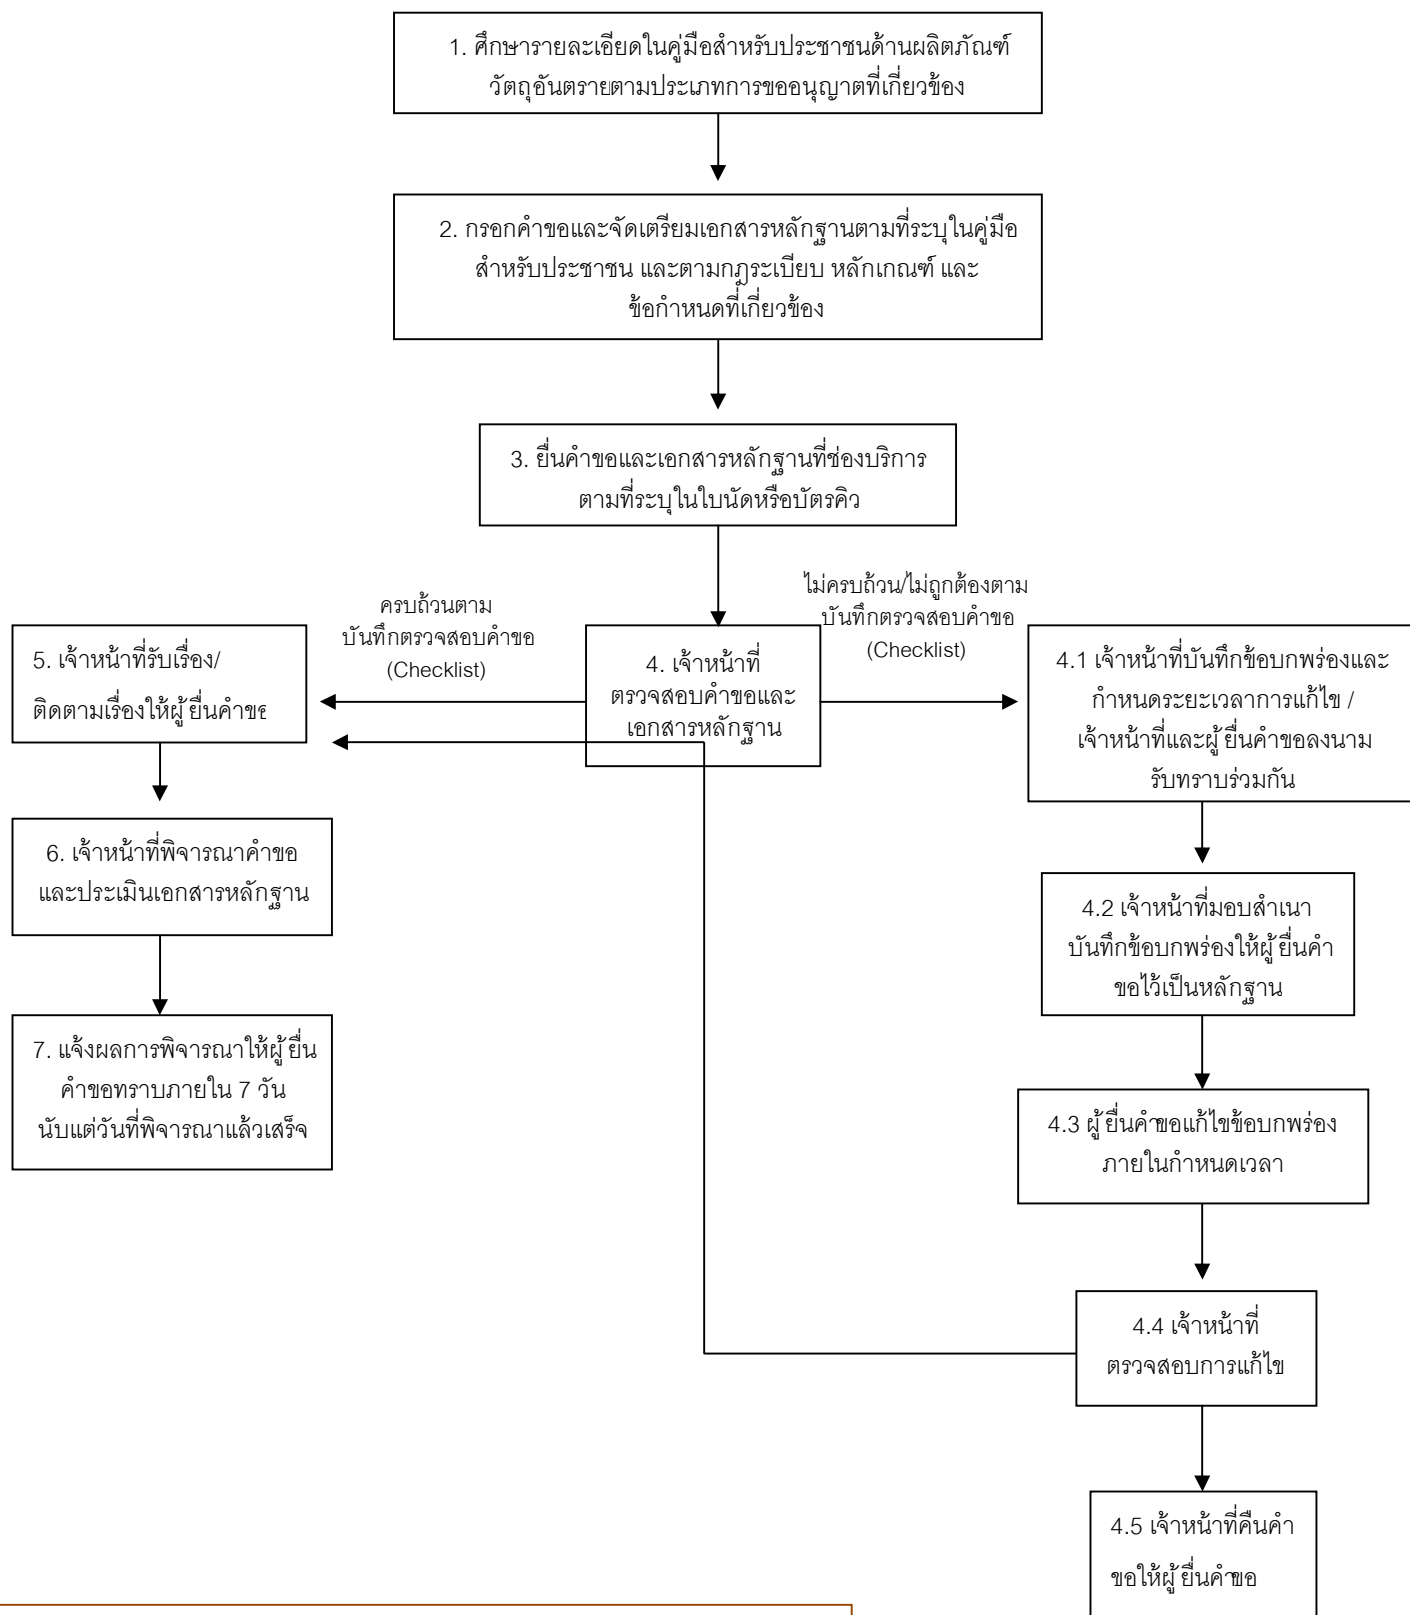 1. ศึกษารายละเอียดในคู่มือสำหรับประชาชนด้านผลิตภัณฑ์
วัตถุอันตรายตามประเภทการขออนุญาตที่เกี่ยวข้อง
2. กรอกคำขอและจัดเตรียมเอกสารหลักฐานตามที่ระบุในคู่มือ
สำหรับประชาชน และตามกฎระเบียบ หลักเกณฑ์ และ
ข้อกำหนดที่เกี่ยวข้อง
3. ยื่นคำขอและเอกสารหลักฐานที่ช่องบริการ
ตามที่ระบุในใบนัดหรือบัตรคิว
ครบถ้วนตาม
บันทึกตรวจสอบคำขอ
(Checklist)
ไม่ครบถ้วน/ไม่ถูกต้องตาม
บันทึกตรวจสอบคำขอ
(Checklist)
4. เจ้าหน้าที่
ตรวจสอบคำขอและ
เอกสารหลักฐาน
5. เจ้าหน้าที่รับเรื่อง/
ติดตามเรื่องให้ผู้ยื่นคำขอ
6. เจ้าหน้าที่พิจารณาคำขอ
และประเมินเอกสารหลักฐาน
7. แจ้งผลการพิจารณาให้ผู้ยื่น
คำขอทราบภายใน 7 วัน
นับแต่วันที่พิจารณาแล้วเสร็จ
4.1 เจ้าหน้าที่บันทึกข้อบกพร่องและ
กำหนดระยะเวลาการแก้ไข /
เจ้าหน้าที่และผู้ยื่นคำขอลงนาม
รับทราบร่วมกัน
4.2 เจ้าหน้าที่มอบสำเนา
บันทึกข้อบกพร่องให้ผู้ยื่นคำ
ขอไว้เป็นหลักฐาน
4.3 ผู้ยื่นคำขอแก้ไขข้อบกพร่อง
ภายในกำหนดเวลา
4.4 เจ้าหน้าที่
ตรวจสอบการแก้ไข
4.5 เจ้าหน้าที่คืนคำ
ขอให้ผู้ยื่นคำขอ